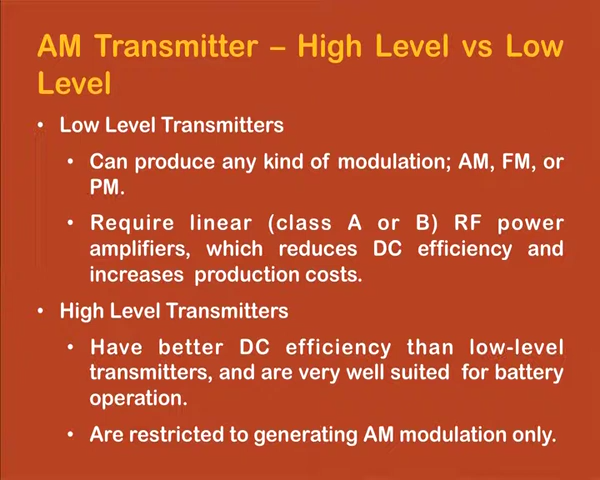 AM Transmitter – High Level vs Low
Level
• Low Level Transmitters
• Can produce any kind of modulation; AM, FM, or
PM.
• Require linear (class A or B) RF power
amplifiers, which reduces DC efficiency and
increases production costs.
• High Level Transmitters
• Have better DC efficiency than low-level
transmitters, and are very well suited for battery
operation.
• Are restricted to generating AM modulation only.